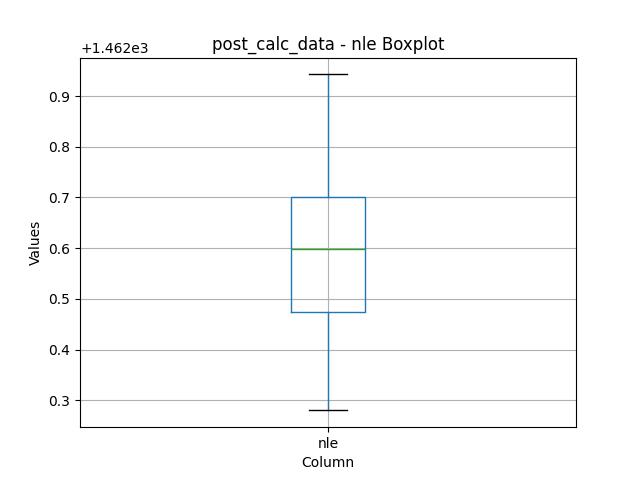 post_calc_data - nle Boxplot
+1.462e3
0.9
0.8
0.7
0.6
0.5
0.4
0.3
Values
nle
Column